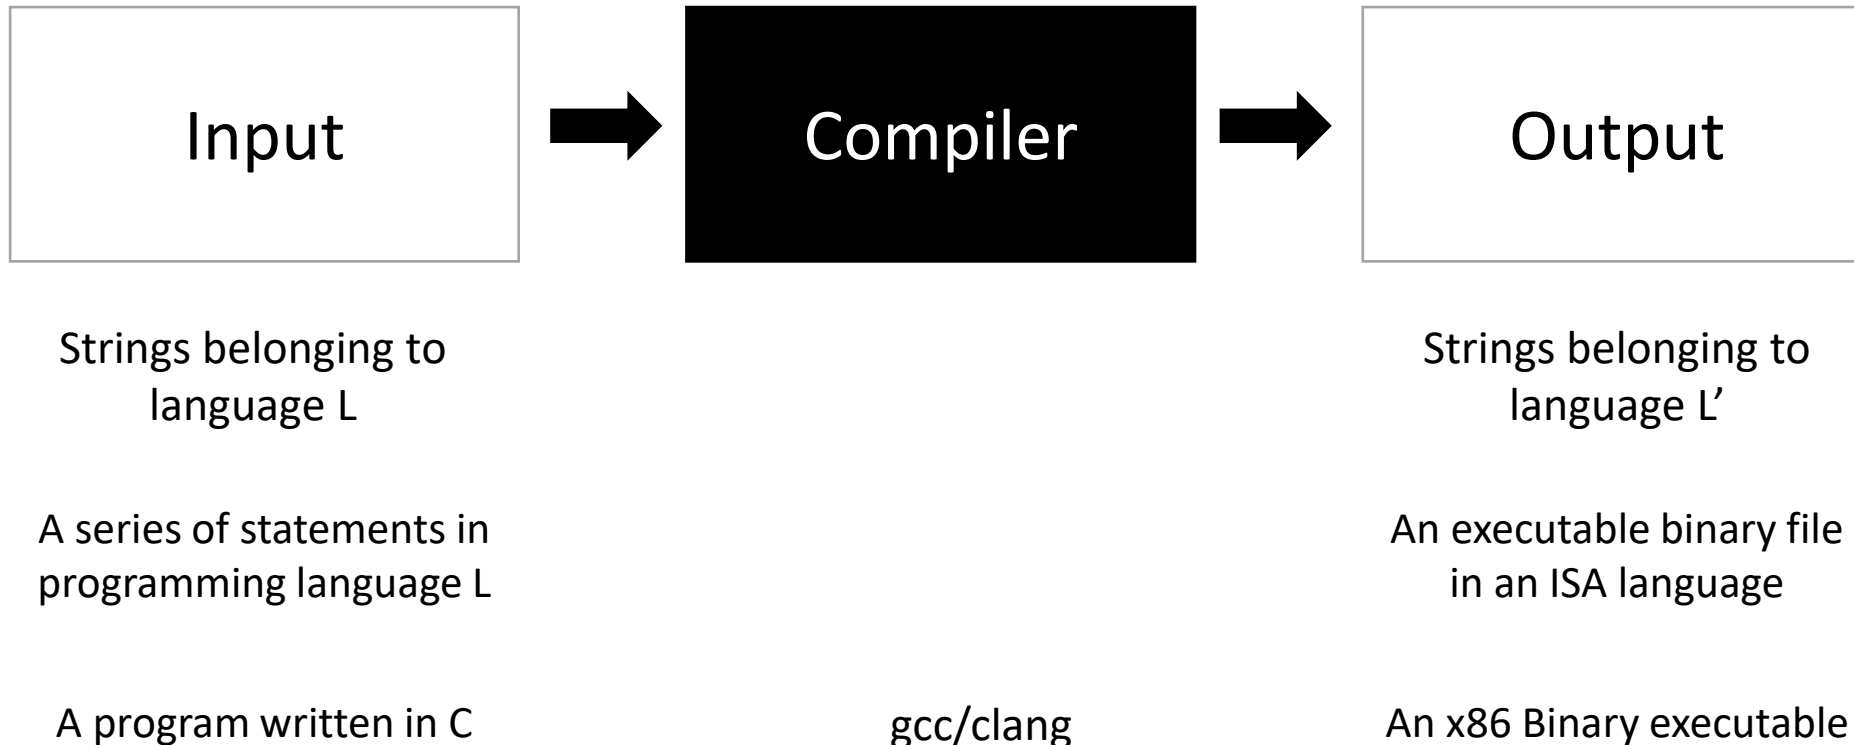 Input
Compiler
Output
Strings belonging to
language L
Strings belonging to
language L’
A series of statements in
programming language L
An executable binary file
in an ISA language
A program written in C
gcc/clang
An x86 Binary executable